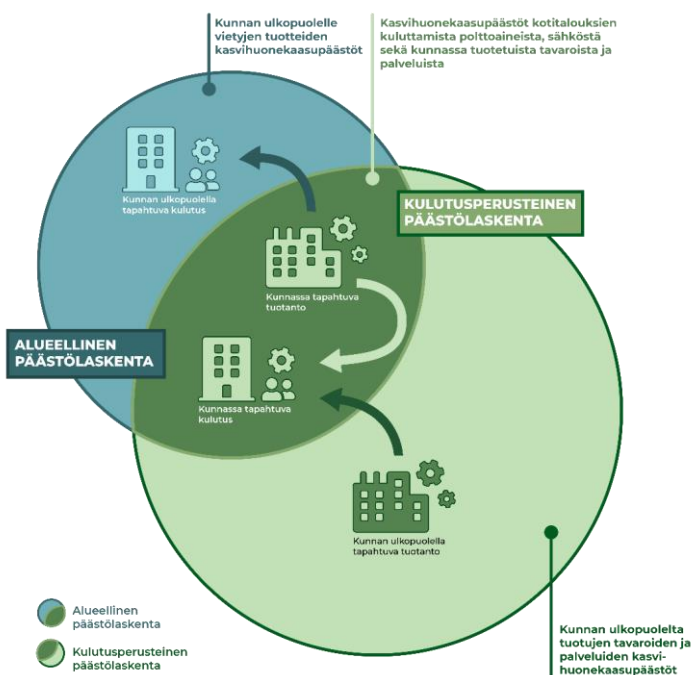 Kunnan ulkopuolelle
vietyjen tuotteiden
kasvihuonekaasupäästöt
Kasvihuonekaasupäästöt kotitalouksien
kuluttamista polttoaineista, sähköstä
sekä kunnassa tuotetuista tavaroista ja
palveluista
Kunnan ulkopuolella
tapahtuva kulutus
KULUTUSPERUSTEINEN
PÄÄSTÖLASKENTA
Kunnassa tapahtuva
tuotanto
ALUEELLINEN
PÄÄSTÖLASKENTA
Kunnassa tapahtuva
kulutus
Kunnan ulkopuolella
tapahtuva tuotanto
Alueellinen
päästölaskenta
Kulutusperusteinen
päästölaskenta
Kunnan ulkopuolelta
tuotujen tavaroiden ja
palveluiden kasvi-
huonekaasupäästöt